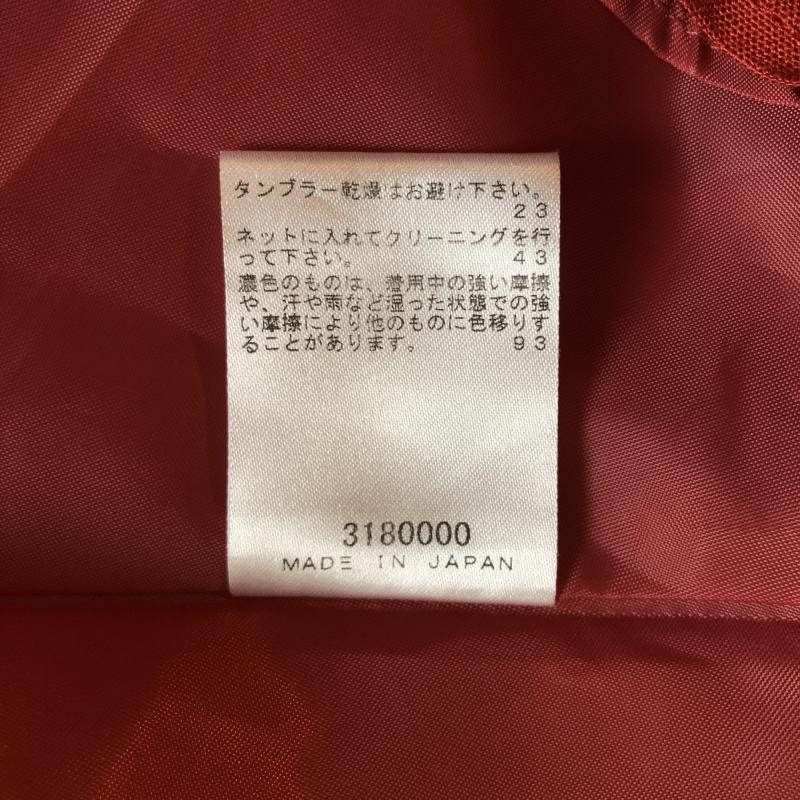 タンブラー乾燥はお避け下さい。
23
ネットに入れてクリーニングを行
って下さい。 43
濃色のものは、着用中の強い摩擦
や、汗や雨など湿った状態での強
い摩擦により他のものに色移りす
ることがあります。 93
3180000
MADE IN JAPAN